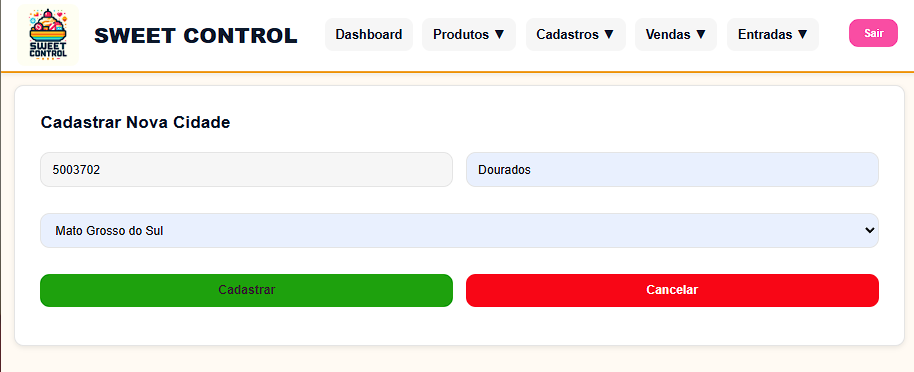 SWEET
CONTROL
SWEET CONTROL
Dashboard
Produtos ▼
Cadastros ▼
Vendas ▼
Entradas ▼
Sair
Cadastrar Nova Cidade
5003702
Dourados
Mato Grosso do Sul
Cadastrar
Cancelar